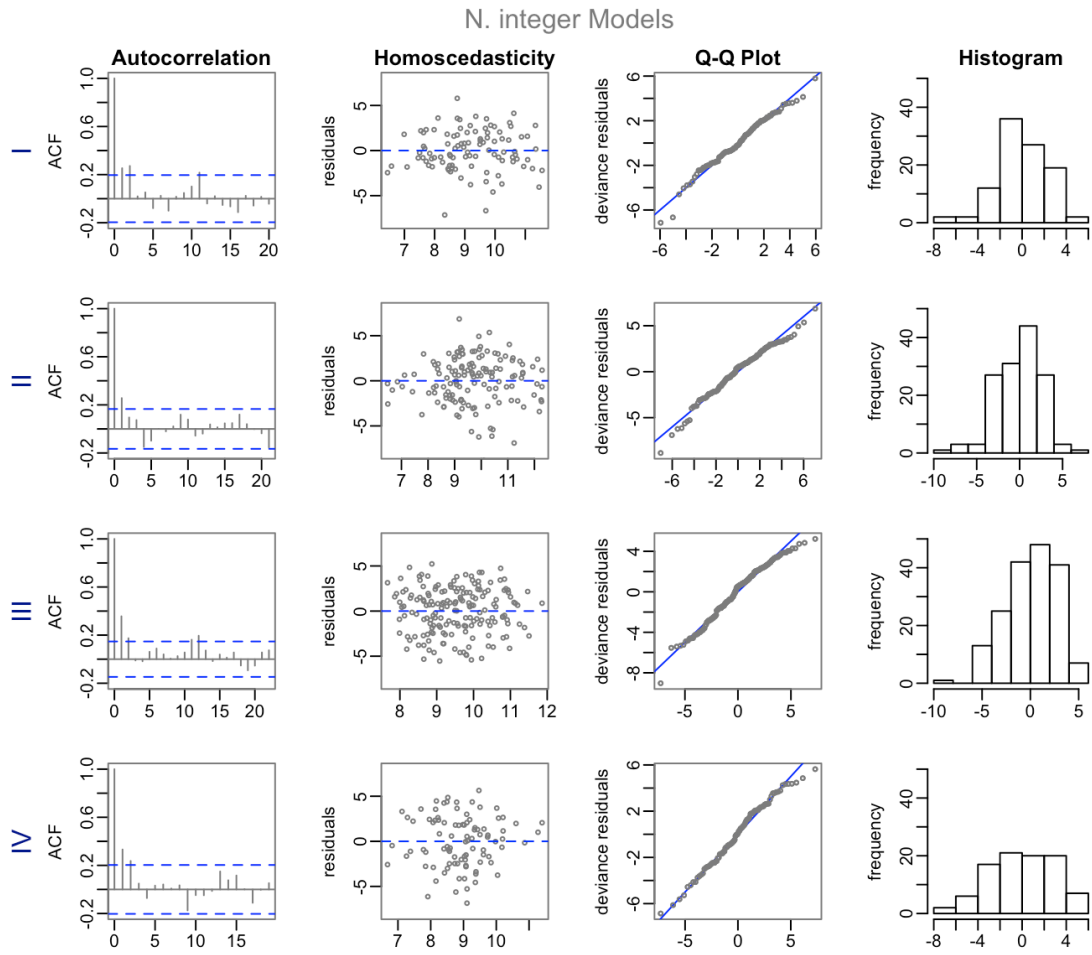 N. integer Models
Autocorrelation Homoscedasticity Q-Q Plot Histogram
I
ACF
1.0
0.6
0.2
-0.2
0 5 10 15 20
residuals
5
0
-5
7 8 9 10
deviance residuals
6
2
-2
-6
-6 -2 2 4 6
frequency
40
20
0
-8 -4 0 4
II
ACF
1.0
0.6
0.2
-0.2
0 5 10 15 20
residuals
5
0
-5
7 8 9 11
deviance residuals
5
0
-5
-6 -2 2 6
frequency
40
20
0
-10 -5 0 5
III
ACF
1.0
0.6
0.2
-0.2
0 5 10 15 20
residuals
5
0
-5
8 9 10 11 12
deviance residuals
4
0
-4
-8
-5 0 5
frequency
40
20
0
-10 -5 0 5
IV
ACF
1.0
0.6
0.2
-0.2
0 5 10 15
residuals
5
0
-5
7 8 9 10
deviance residuals
6
2
-2
-6
-5 0 5
frequency
40
20
0
-8 -4 0 4